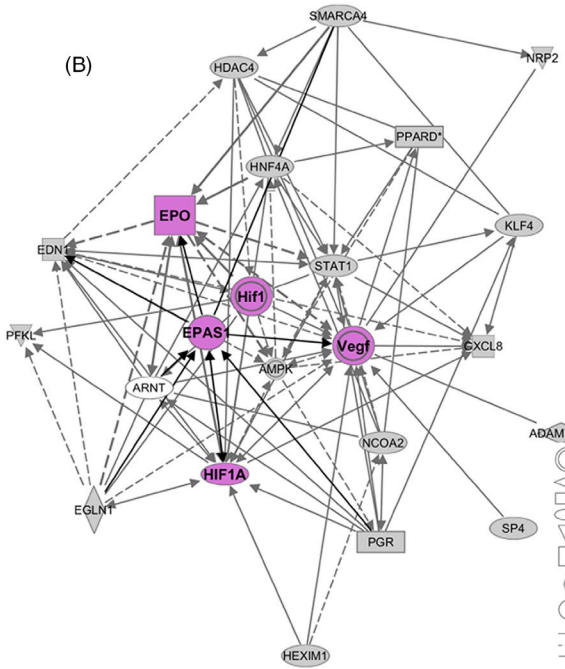 SMARCA4
(B)
HDAC4
NRP2
PPARD*
HNF4A
EPO
KLF4
EDN1
STAT1
Hif1
PFKL
EPAS1
Vegf
CXCL8
AMPK
ARNT
ADAM
NCOA2
HIF1A
EGLN1
SP4
PGR
HEXIM1